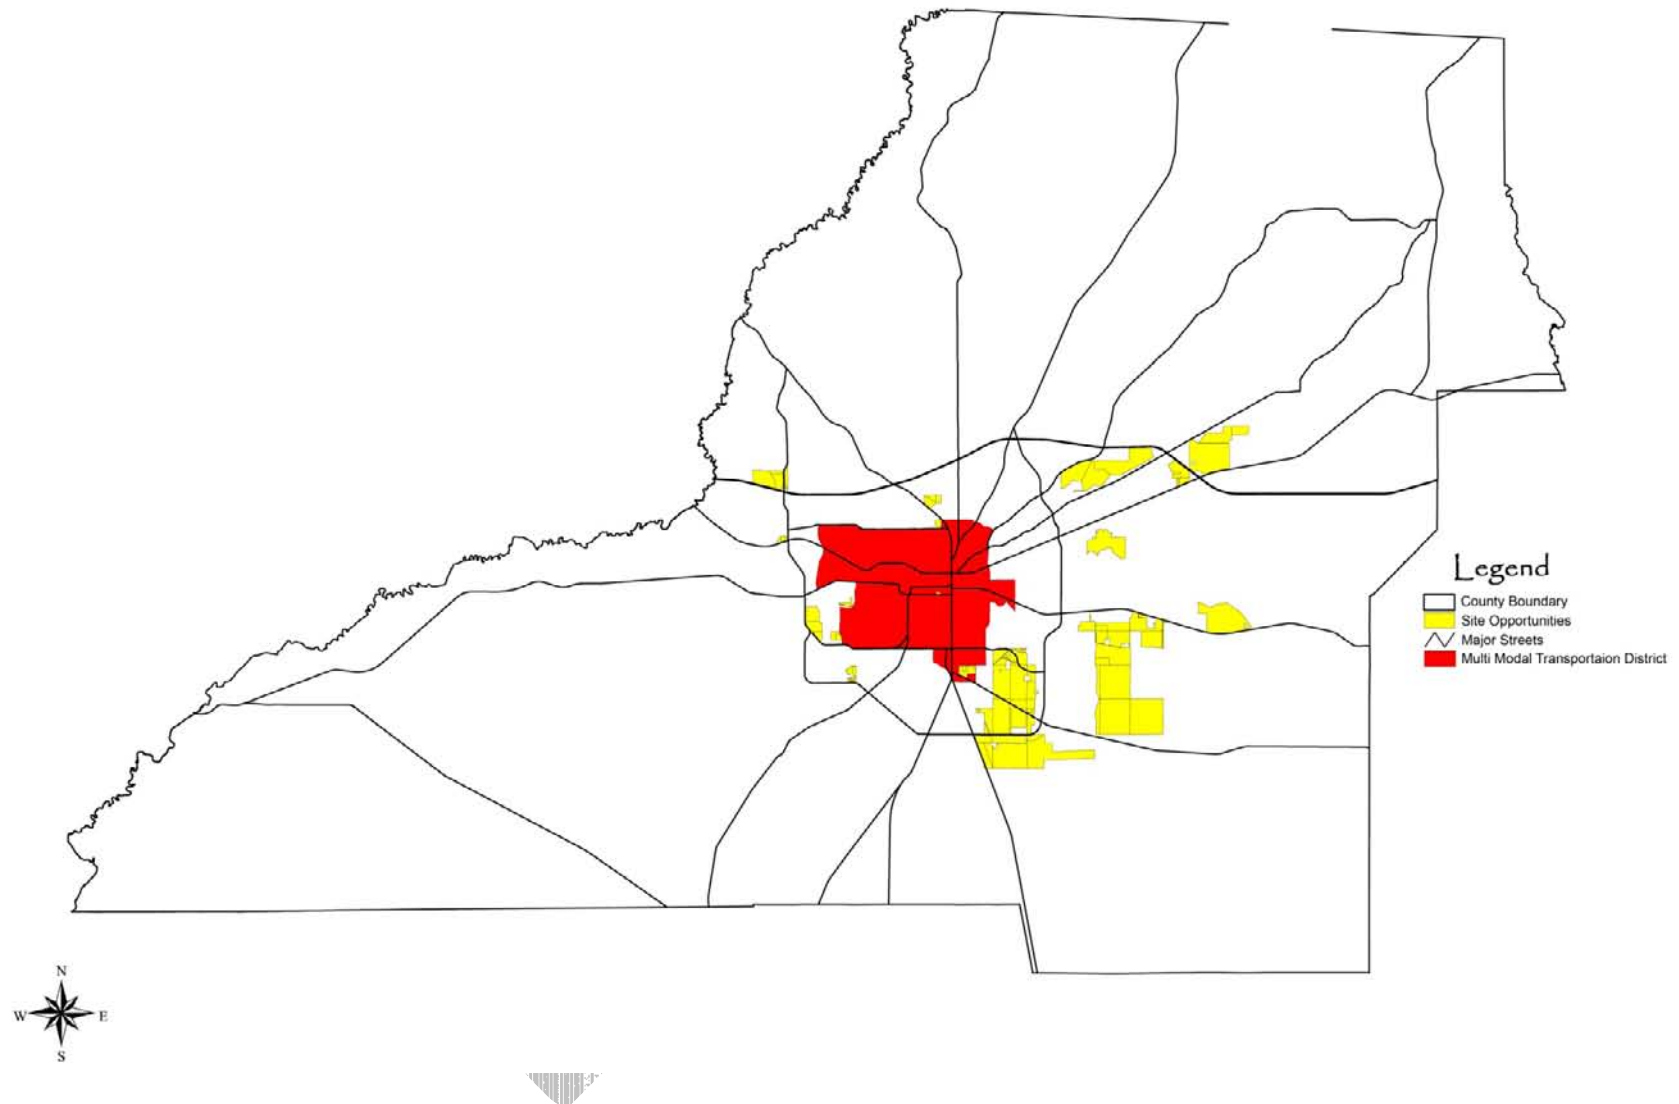 Legend
County Boundary
Site Opportunities
Major Streets
Multi Modal Transportaion District
N
W E
S